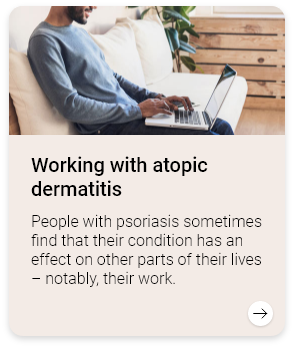 Working with atopic
dermatitis
People with psoriasis sometimes
find that their condition has an
effect on other parts of their lives
– notably, their work.